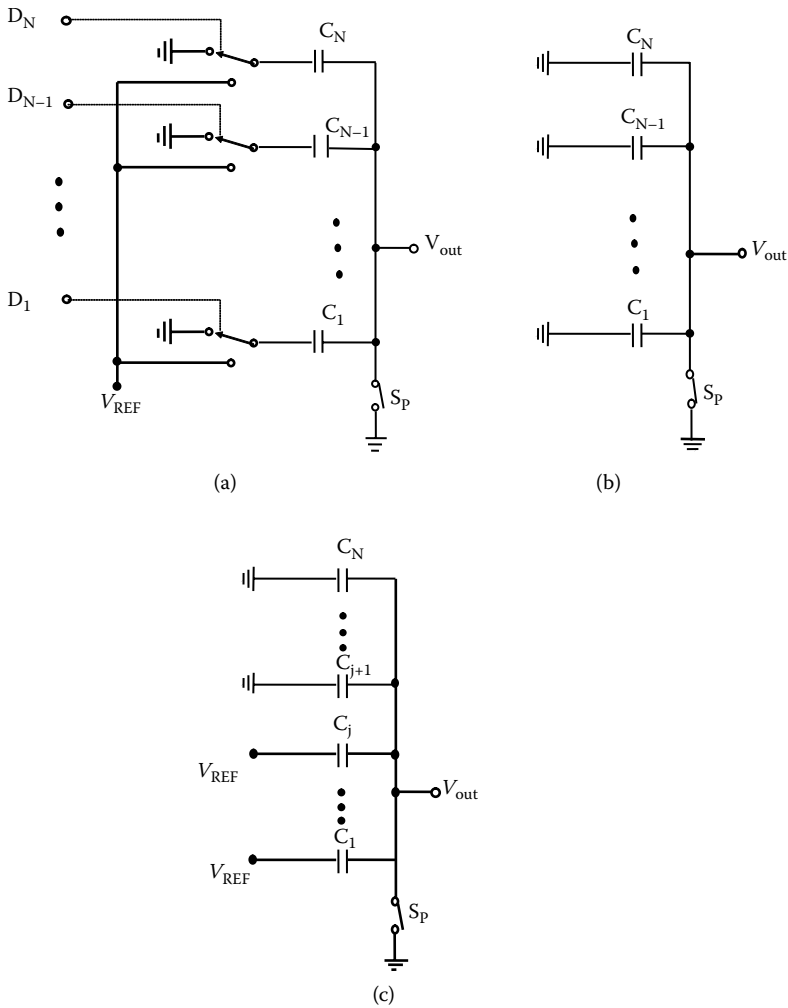 D_N
C_N
D_{N–1}
C_{N–1}
V_out
D_1
C_1
V_REF
S_P
(a)
C_N
C_{N–1}
V_out
C_1
S_P
(b)
C_N
C_{j+1}
C_j
V_REF
V_out
C_1
V_REF
S_P
(c)